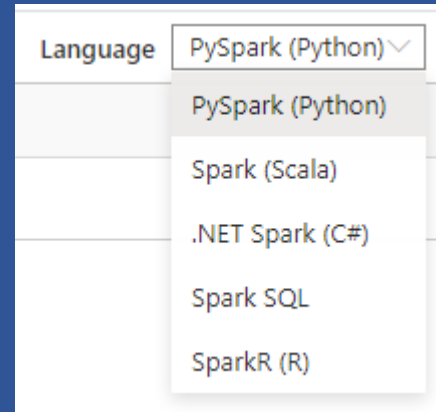 Language PySpark (Python)
PySpark (Python)
Spark (Scala)
.NET Spark (C#)
Spark SQL
SparkR (R)